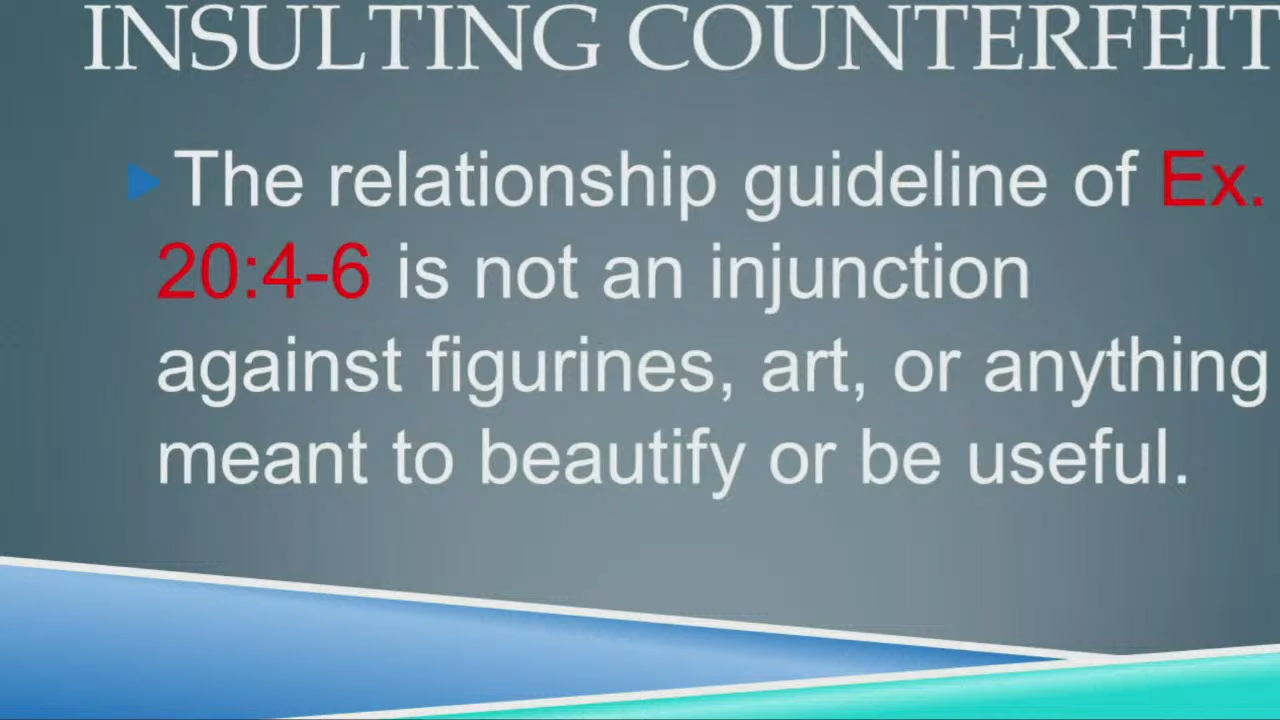 INSULTING COUNTERFEIT
The relationship guideline of Ex.
20:4-6 is not an injunction
against figurines, art, or anything
meant to beautify or be useful.